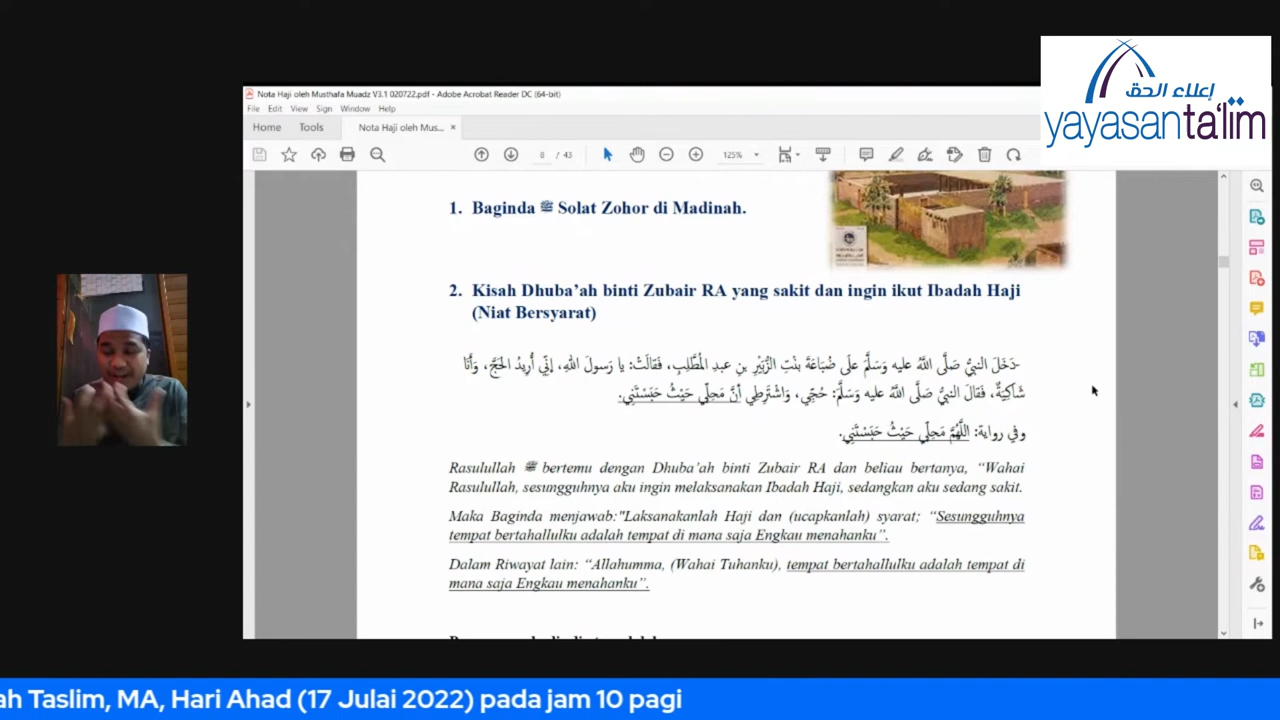 إعلاء الحق
yayasanta'lim
Nota Haji oleh Musthafa Muadz V3.1 020722.pdf - Adobe Acrobat Reader DC (64-bit)
File Edit View Sign Window Help
Home Tools Nota Haji oleh Mus... ×
8 / 43 125%
1. Baginda ﷺ Solat Zohor di Madinah.
2. Kisah Dhuba’ah binti Zubair RA yang sakit dan ingin ikut Ibadah Haji
(Niat Bersyarat)
-دَخَلَ النبيُّ صَلَّى اللَّهُ عليه وَسَلَّمَ علَى ضُبَاعَةَ بنْتِ الزُّبَيْرِ بنِ عبدِ المُطَّلِبِ، فَقالَتْ: يا رَسولَ اللهِ، إنِّي أُرِيدُ الحَجَّ، وَأَنَا
شَاكِيَةٌ، فَقالَ النبيُّ صَلَّى اللَّهُ عليه وَسَلَّمَ: حُجِّي، وَاشْتَرِطِي أنَّ مَحِلِّي حَيْثُ حَبَسْتَنِي.
وفي رواية: اللَّهُمَّ مَحِلِّي حَيْثُ حَبَسْتَنِي.
Rasulullah ﷺ bertemu dengan Dhuba’ah binti Zubair RA dan beliau bertanya, “Wahai
Rasulullah, sesungguhnya aku ingin melaksanakan Ibadah Haji, sedangkan aku sedang sakit.
Maka Baginda menjawab:"Laksanakanlah Haji dan (ucapkanlah) syarat; “Sesungguhnya
tempat bertahallulku adalah tempat di mana saja Engkau menahanku”.
Dalam Riwayat lain: “Allahumma, (Wahai Tuhanku), tempat bertahallulku adalah tempat di
mana saja Engkau menahanku”.
ah Taslim, MA, Hari Ahad (17 Julai 2022) pada jam 10 pagi